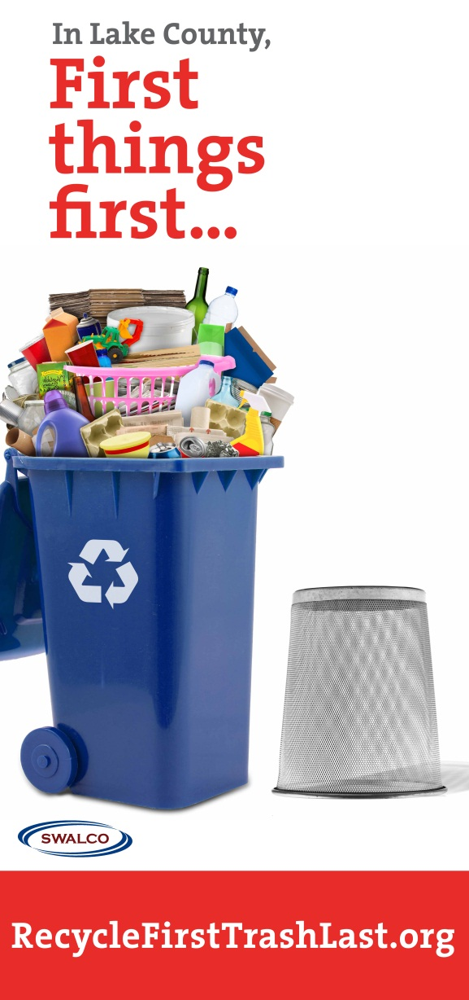 In Lake County,
First
things
first...
SWALCO
RecycleFirstTrashLast.org